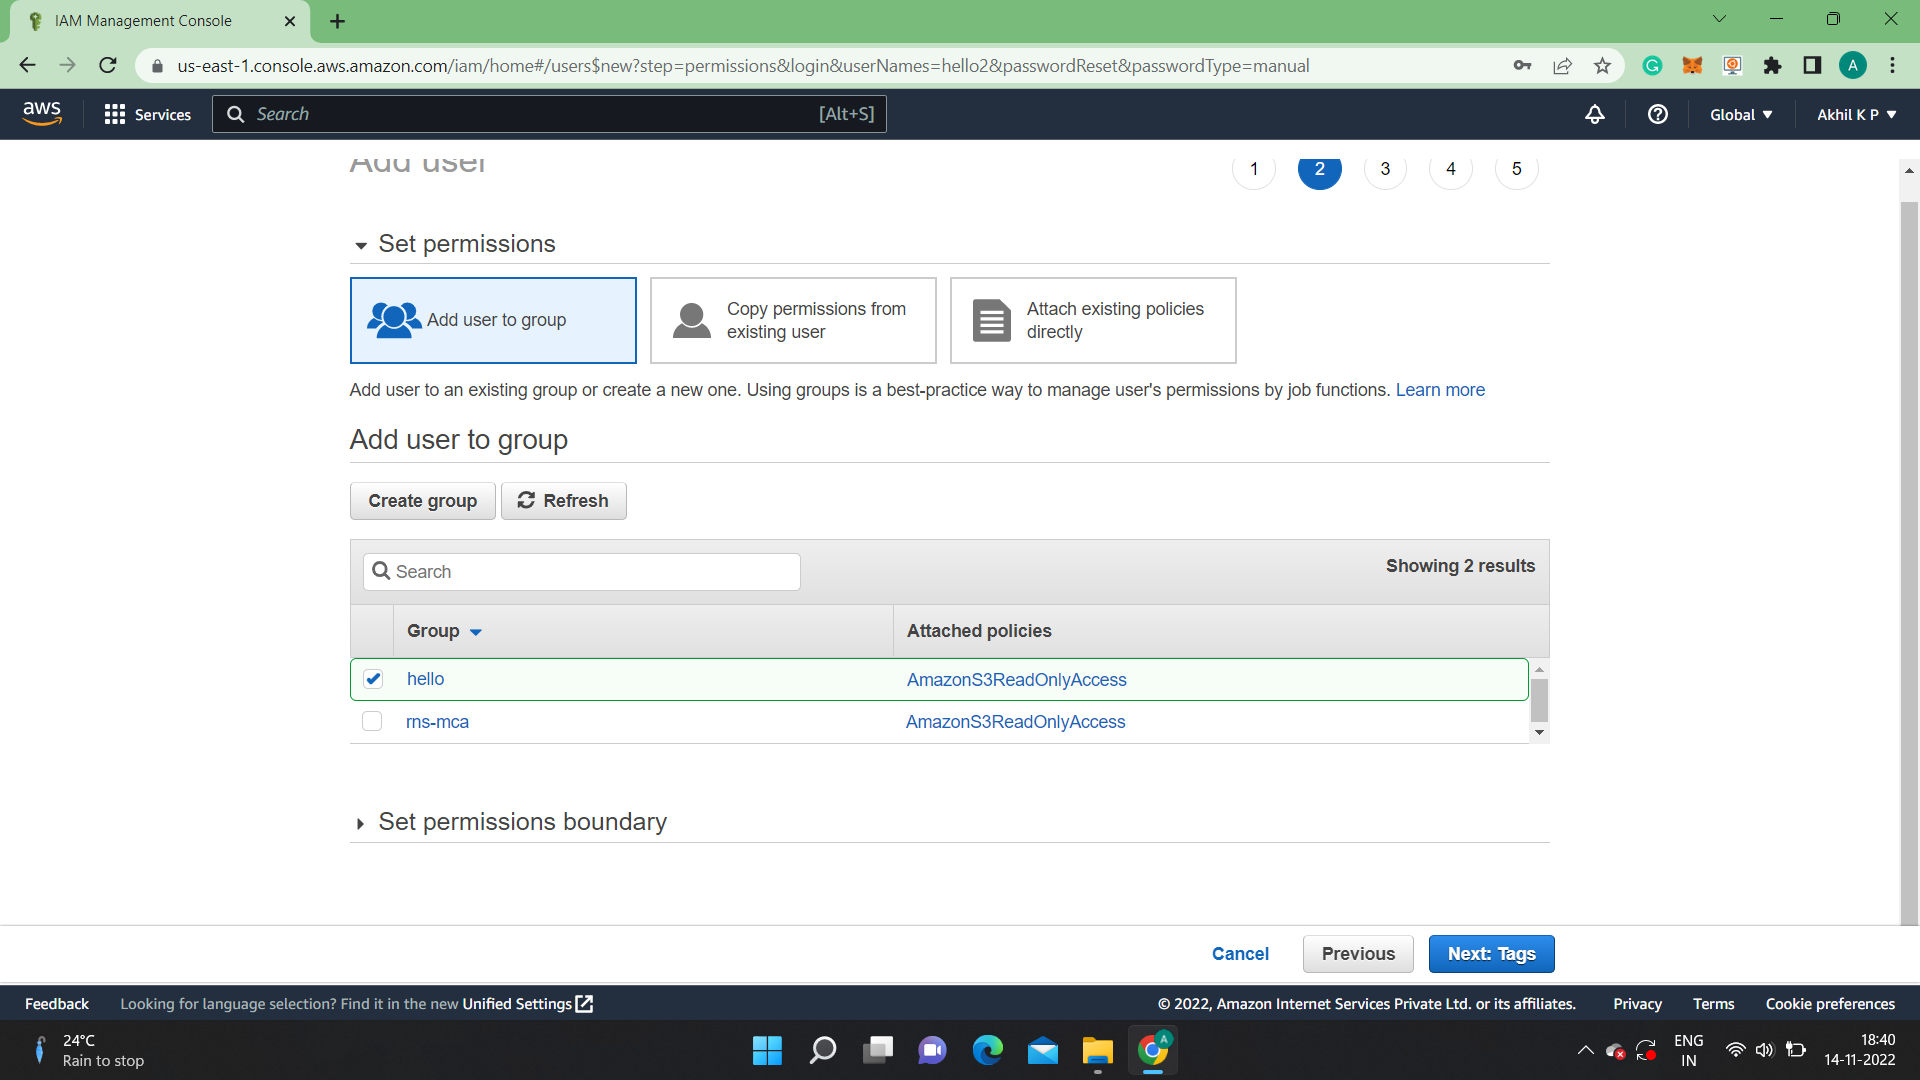 IAM Management Console
us-east-1.console.aws.amazon.com/iam/home#/users$new?step=permissions&login&userNames=hello2&passwordReset&passwordType=manual
A
aws Services Search [Alt+S] Global Akhil K P
Add user 1 2 3 4 5
Set permissions
Add user to group
Copy permissions from
existing user
Attach existing policies
directly
Add user to an existing group or create a new one. Using groups is a best-practice way to manage user's permissions by job functions. Learn more
Add user to group
Create group Refresh
Search Showing 2 results
Group Attached policies
hello AmazonS3ReadOnlyAccess
rns-mca AmazonS3ReadOnlyAccess
Set permissions boundary
Cancel Previous Next: Tags
Feedback Looking for language selection? Find it in the new Unified Settings © 2022, Amazon Internet Services Private Ltd. or its affiliates. Privacy Terms Cookie preferences
24°C
Rain to stop
A
ENG
IN
18:40
14-11-2022